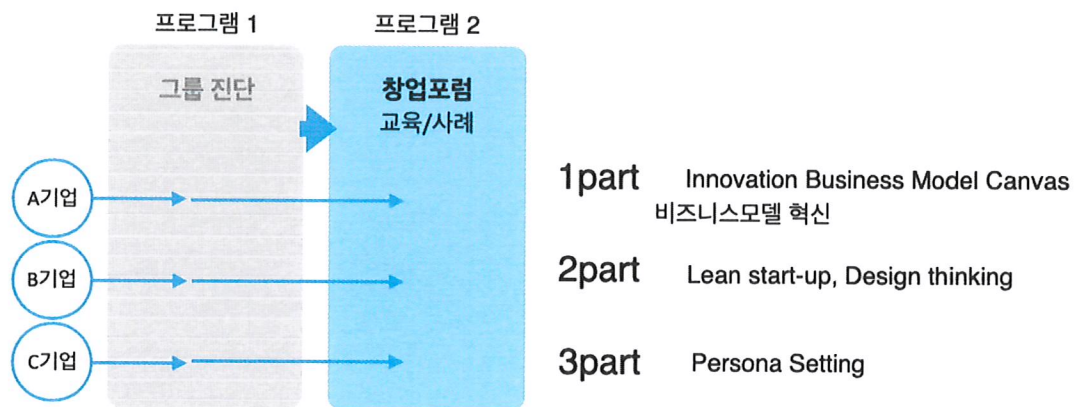 프로그램 1
프로그램 2
그룹 진단
창업포럼
교육/사례
A기업
1part Innovation Business Model Canvas
비즈니스모델 혁신
B기업
2part Lean start-up, Design thinking
C기업
3part Persona Setting